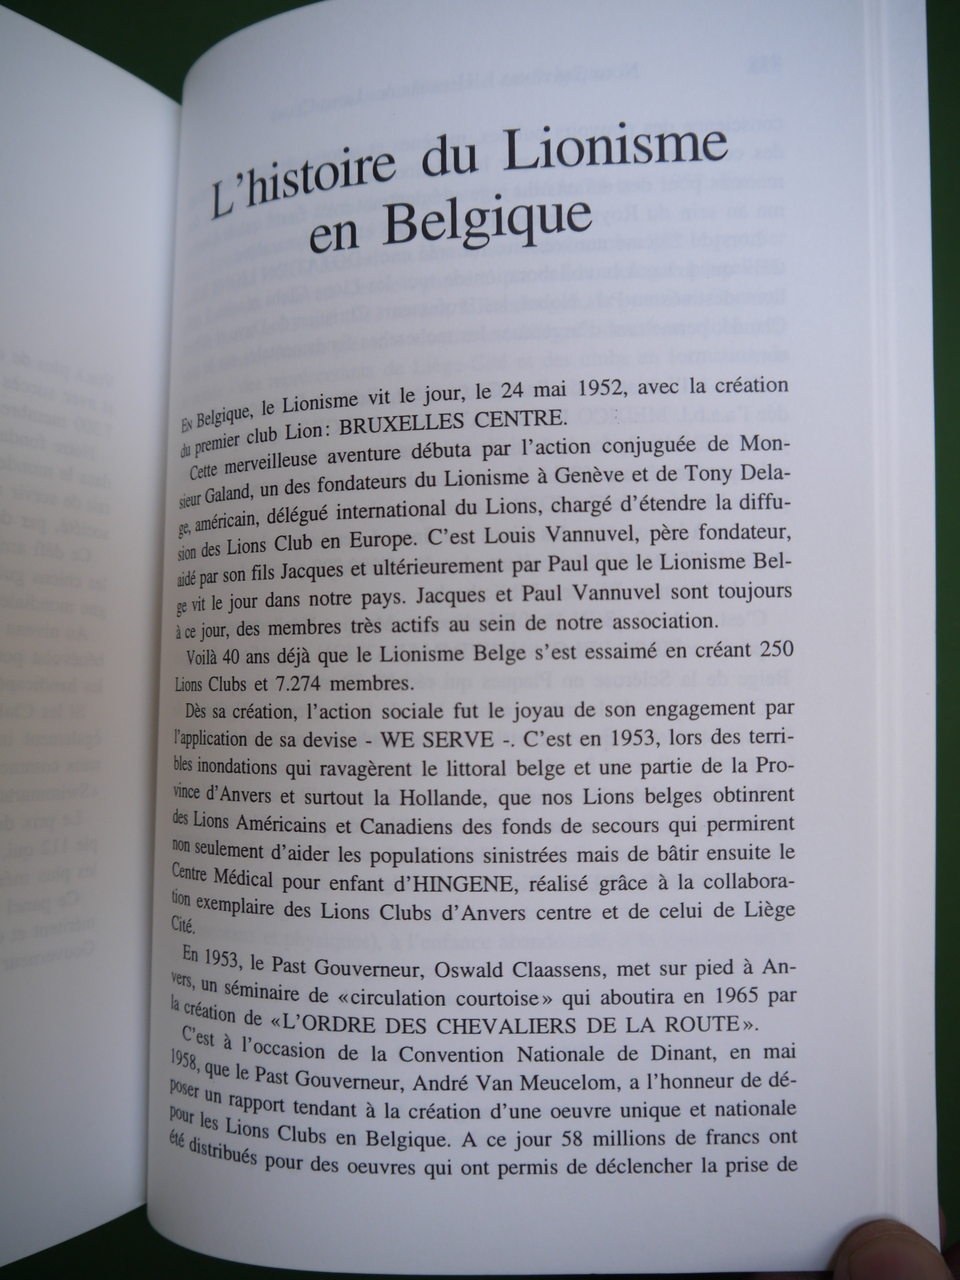 L'histoire du Lionisme
en Belgique
En Belgique, le Lionisme vit le jour, le 24 mai 1952, avec la création
du premier club Lion: BRUXELLES CENTRE.
Cette merveilleuse aventure débuta par l'action conjuguée de Mon-
sieur Galand, un des fondateurs du Lionisme à Genève et de Tony Dela-
ge, américain, délégué international du Lions, chargé d'étendre la diffu-
sion des Lions Club en Europe. C'est Louis Vannuvel, père fondateur,
aidé par son fils Jacques et ultérieurement par Paul que le Lionisme Bel-
ge vit le jour dans notre pays. Jacques et Paul Vannuvel sont toujours
à ce jour, des membres très actifs au sein de notre association.
Voilà 40 ans déjà que le Lionisme Belge s'est essaimé en créant 250
Lions Clubs et 7.274 membres.
Dès sa création, l'action sociale fut le joyau de son engagement par
l'application de sa devise - WE SERVE -. C'est en 1953, lors des terri-
bles inondations qui ravagèrent le littoral belge et une partie de la Pro-
vince d'Anvers et surtout la Hollande, que nos Lions belges obtinrent
des Lions Américains et Canadiens des fonds de secours qui permirent
non seulement d'aider les populations sinistrées mais de bâtir ensuite le
Centre Médical pour enfant d'HINGENE, réalisé grâce à la collabora-
tion exemplaire des Lions Clubs d'Anvers centre et de celui de Liège
Cité.
En 1953, le Past Gouverneur, Oswald Claassens, met sur pied à An-
vers, un séminaire de «circulation courtoise» qui aboutira en 1965 par
la création de «L'ORDRE DES CHEVALIERS DE LA ROUTE».
C'est à l'occasion de la Convention Nationale de Dinant, en mai
1958, que le Past Gouverneur, André Van Meucelom, a l'honneur de dé-
poser un rapport tendant à la création d'une oeuvre unique et nationale
pour les Lions Clubs en Belgique. A ce jour 58 millions de francs ont
été distribués pour des oeuvres qui ont permis de déclencher la prise de